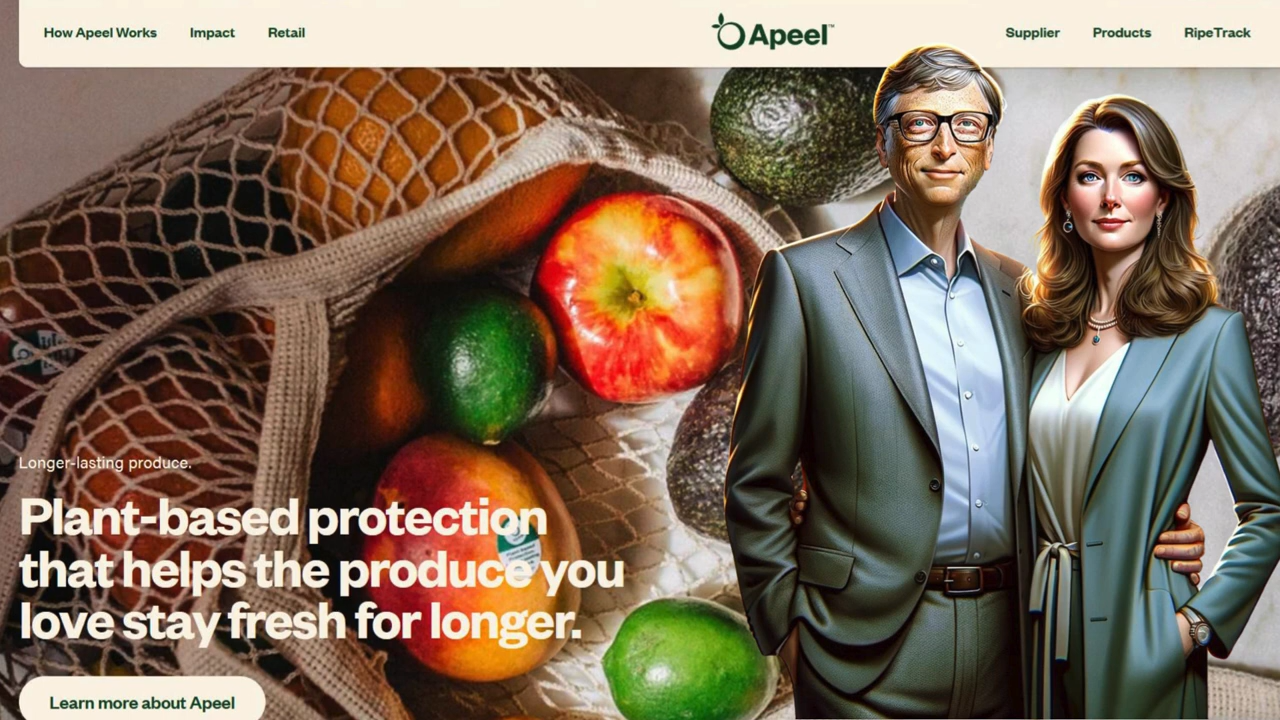 How Apeel Works Impact Retail Apeel™ Supplier Products RipeTrack
Longer-lasting produce.
Plant-based protection
that helps the produce you
love stay fresh for longer.
Learn more about Apeel